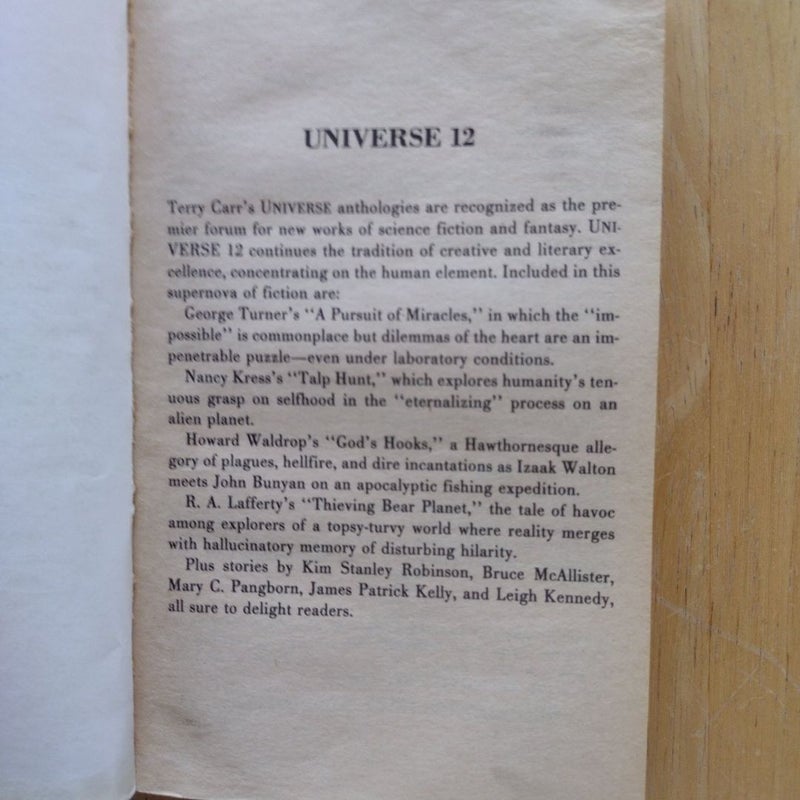 UNIVERSE 12
Terry Carr's UNIVERSE anthologies are recognized as the pre-
mier forum for new works of science fiction and fantasy. UNI-
VERSE 12 continues the tradition of creative and literary ex-
cellence, concentrating on the human element. Included in this
supernova of fiction are:
George Turner's "A Pursuit of Miracles," in which the "im-
possible" is commonplace but dilemmas of the heart are an im-
penetrable puzzle—even under laboratory conditions.
Nancy Kress's "Talp Hunt," which explores humanity's ten-
uous grasp on selfhood in the "eternalizing" process on an
alien planet.
Howard Waldrop's "God's Hooks," a Hawthornesque alle-
gory of plagues, hellfire, and dire incantations as Izaak Walton
meets John Bunyan on an apocalyptic fishing expedition.
R. A. Lafferty's "Thieving Bear Planet," the tale of havoc
among explorers of a topsy-turvy world where reality merges
with hallucinatory memory of disturbing hilarity.
Plus stories by Kim Stanley Robinson, Bruce McAllister,
Mary C. Pangborn, James Patrick Kelly, and Leigh Kennedy,
all sure to delight readers.